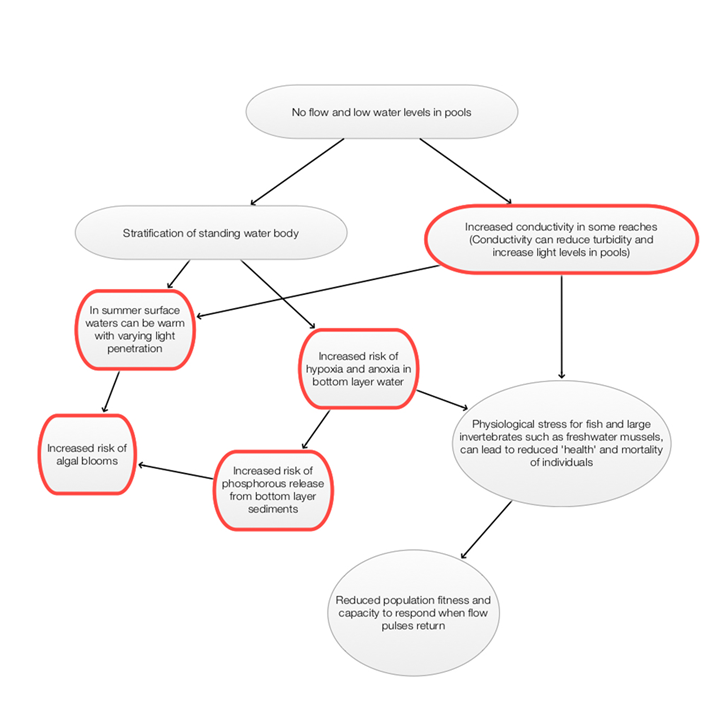 No flow and low water levels in pools
Stratification of standing water body
Increased conductivity in some reaches
(Conductivity can reduce turbidity and
increase light levels in pools)
In summer surface
waters can be warm
with varying light
penetration
Increased risk of
hypoxia and anoxia in
bottom layer water
Physiological stress for fish and large
invertebrates such as freshwater mussels,
can lead to reduced 'health' and mortality
of individuals
Increased risk of
algal blooms
Increased risk of
phosphorous release
from bottom layer
sediments
Reduced population fitness and
capacity to respond when flow
pulses return